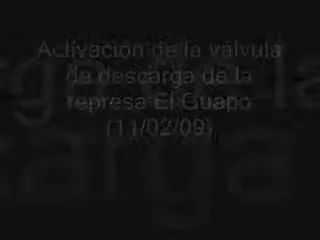 Activación de la válvula
de descarga de la
represa El Guapo
(11/02/09)